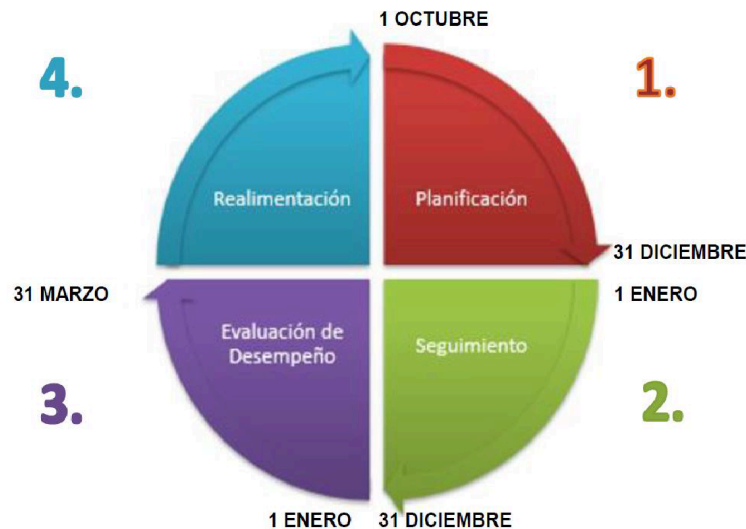 1 OCTUBRE
4.
1.
Realimentación
Planificación
31 DICIEMBRE
31 MARZO
1 ENERO
Evaluación de
Desempeño
Seguimiento
3.
2.
1 ENERO
31 DICIEMBRE